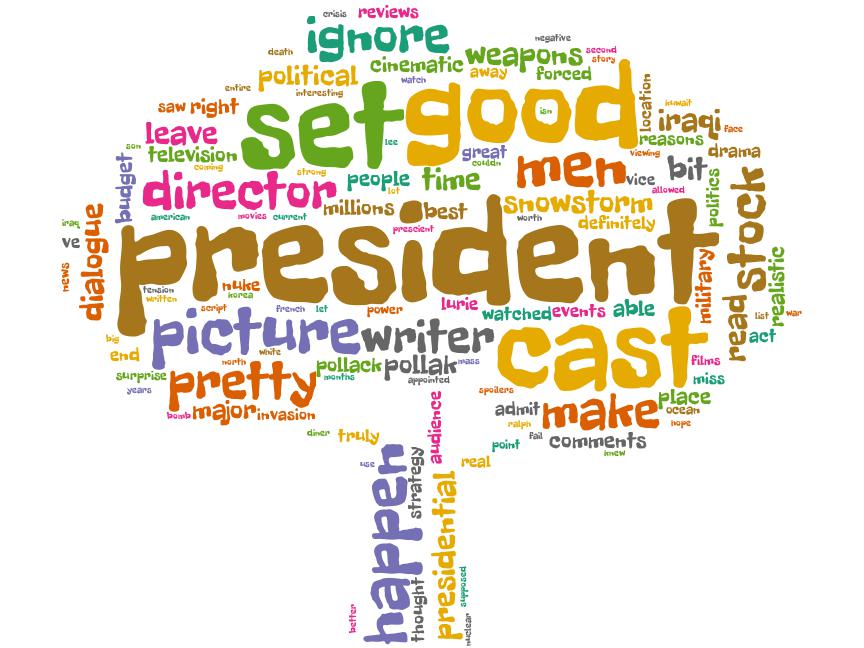 crisis reviews
ignore
negative
death
cinematic weapons second
story
political watch away forced
entire
interesting
set good
isn
location
kuwait
saw right
iraqi face
leave
lee
reasons
son television
great
viewing drama
coming
couldn
men bit
budget
strong
director people time
vice
lot
allowed
politics
stock
millions best snowstorm
american movies current
worth
definitely
prescient
iraq
ve
dialogue
president
news
tension
written
nuke
korea
military
realistic
script french let power lurie watched events able
read
list war
act
big
picture writer cast
end
white
north
films
surprise
pollack pollak mass
miss
years
pretty months
appointed
spoilers
place
bomb major invasion
admit make ocean
audience
ralph
hope
diner truly
point fail comments
knew
use
real
happen
strategy
presidential
thought
supposed
better
nuclear